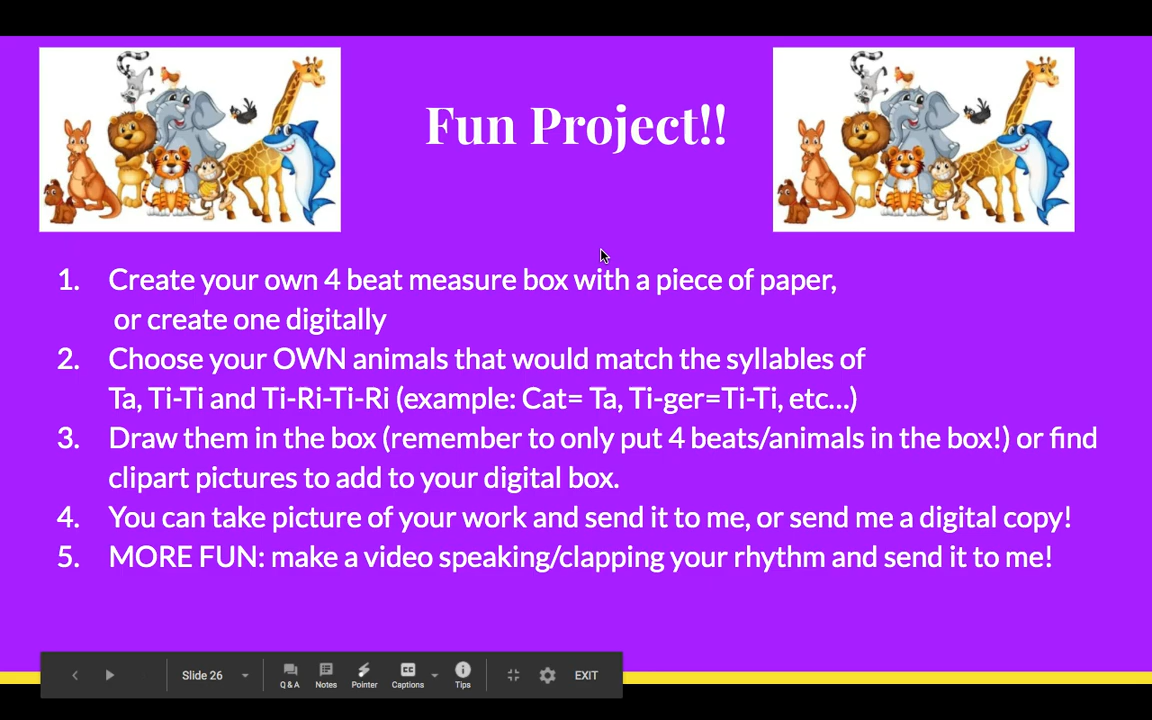 Fun Project!!
1. Create your own 4 beat measure box with a piece of paper,
or create one digitally
2. Choose your OWN animals that would match the syllables of
Ta, Ti-Ti and Ti-Ri-Ti-Ri (example: Cat= Ta, Ti-ger=Ti-Ti, etc...)
3. Draw them in the box (remember to only put 4 beats/animals in the box!) or find
clipart pictures to add to your digital box.
4. You can take picture of your work and send it to me, or send me a digital copy!
5. MORE FUN: make a video speaking/clapping your rhythm and send it to me!
Slide 26 Q & A Notes Pointer CC Captions Tips EXIT